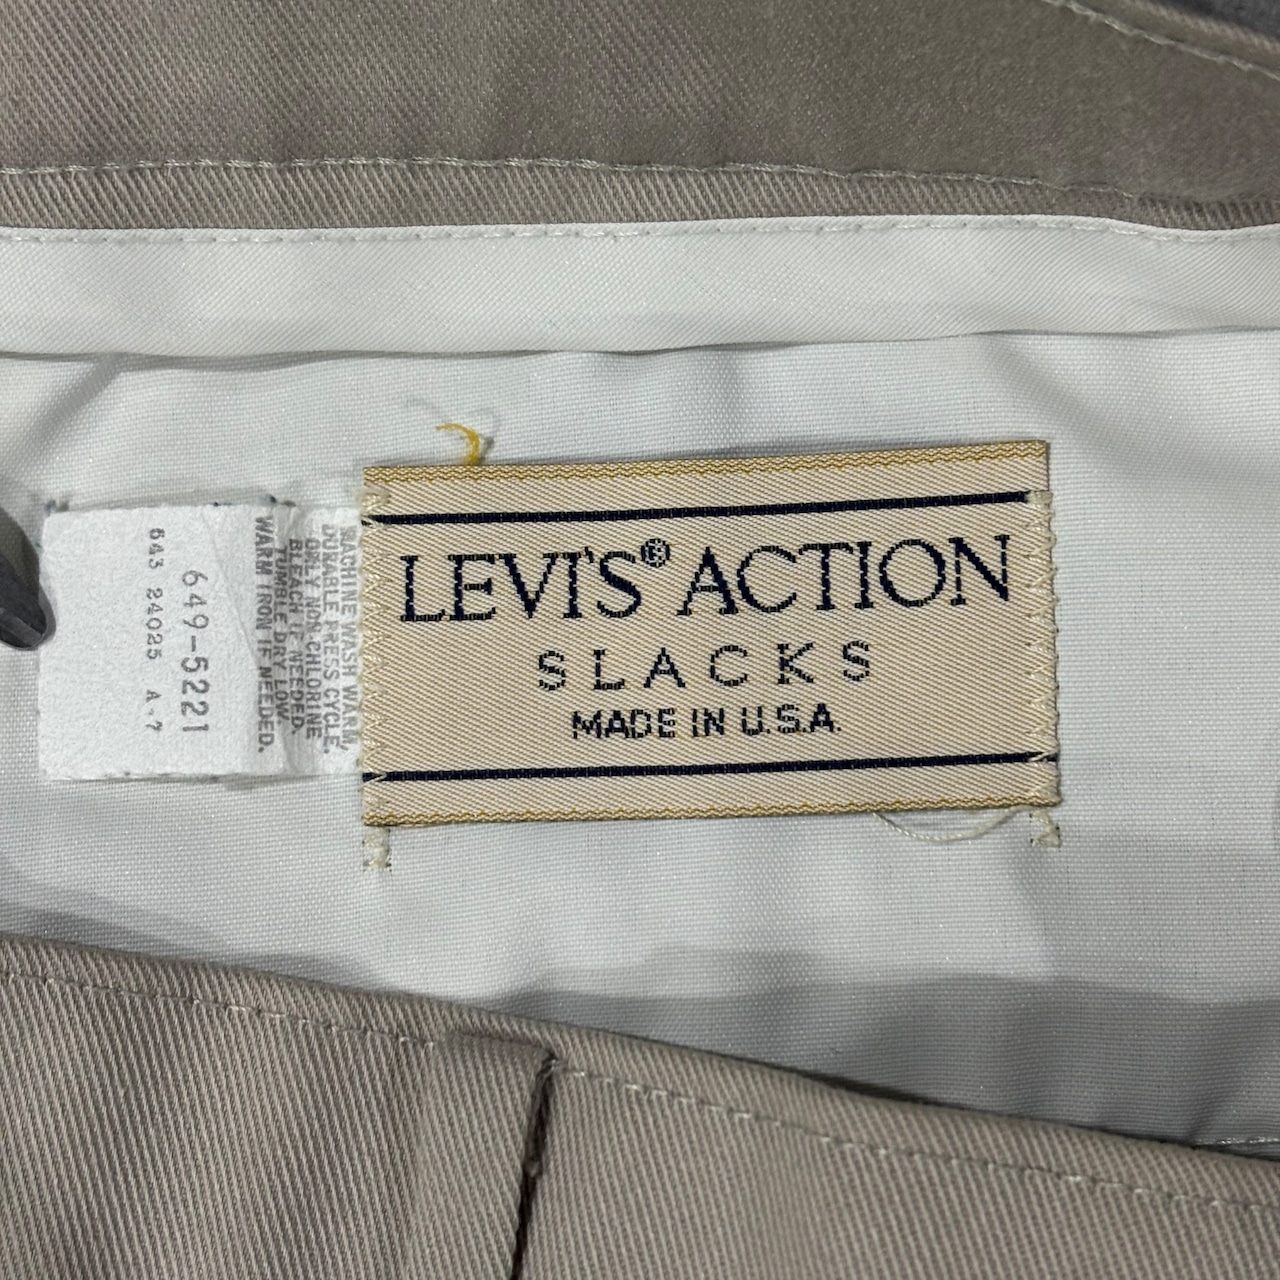 LEVI'S® ACTION
SLACKS
MADE IN U.S.A.
MACHINE WASH WARM,
DURABLE PRESS CYCLE.
ONLY NON-CHLORINE
BLEACH IF NEEDED.
TUMBLE DRY LOW.
WARM IRON IF NEEDED.
649-5221
643 24025 A-7